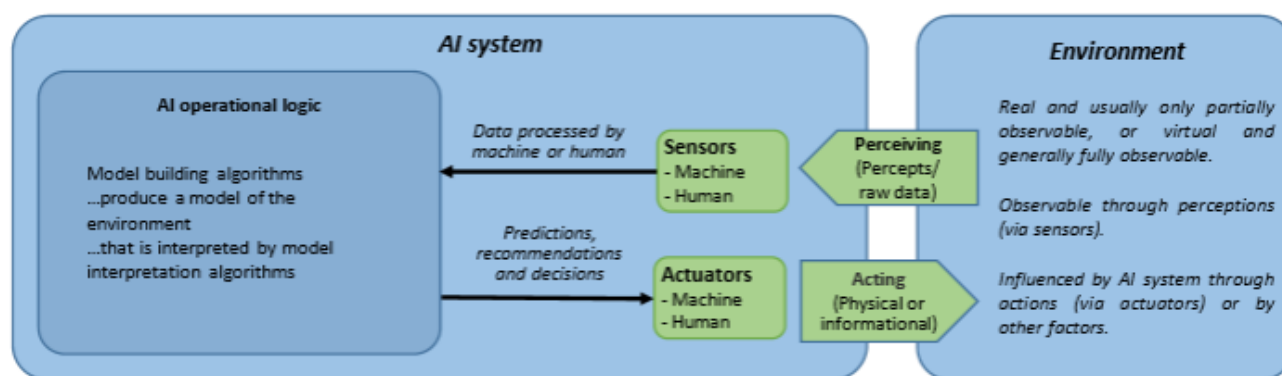 AI system
AI operational logic
Model building algorithms
...produce a model of the
environment
...that is interpreted by model
interpretation algorithms
Data processed by
machine or human
Predictions,
recommendations
and decisions
Sensors
- Machine
- Human
Actuators
- Machine
- Human
Perceiving
(Percepts/
raw data)
Acting
(Physical or
informational)
Environment
Real and usually only partially
observable, or virtual and
generally fully observable.
Observable through perceptions
(via sensors).
Influenced by AI system through
actions (via actuators) or by
other factors.